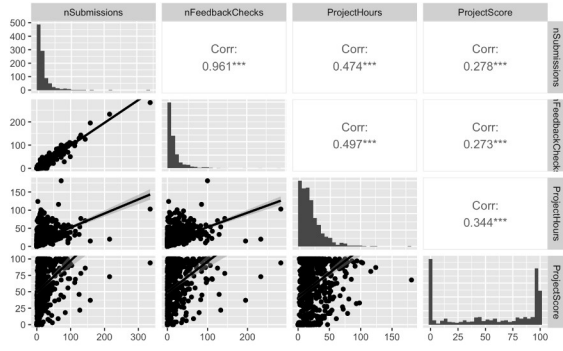 nSubmissions nFeedbackChecks ProjectHours ProjectScore
500
400
300
200
100
0
Corr:
0.961***
Corr:
0.474***
Corr:
0.278***
nSubmissions
200
100
0
Corr:
0.497***
Corr:
0.273***
nFeedbackChecks
150
100
50
0
Corr:
0.344***
ProjectHours
100
75
50
25
0
ProjectScore
0 100 200 300 0 100 200 0 50 100 150 0 25 50 75 100